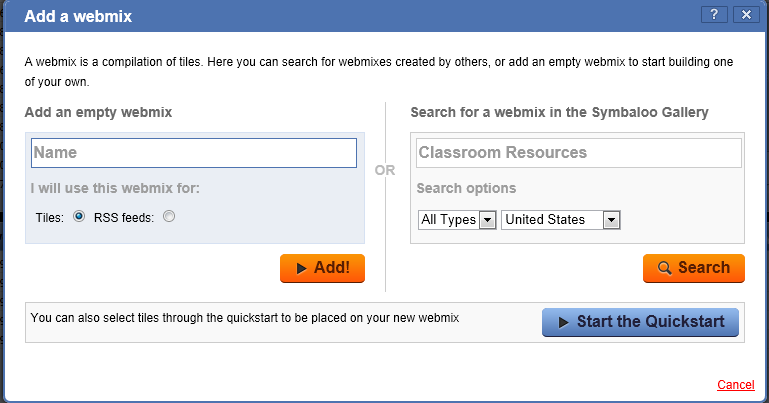 Add a webmix
?
A webmix is a compilation of tiles. Here you can search for webmixes created by others, or add an empty webmix to start building one
of your own.
Add an empty webmix
Name
I will use this webmix for:
Tiles:
RSS feeds:
Add!
OR
Search for a webmix in the Symbaloo Gallery
Classroom Resources
Search options
All Types
United States
Search
You can also select tiles through the quickstart to be placed on your new webmix
Start the Quickstart
Cancel